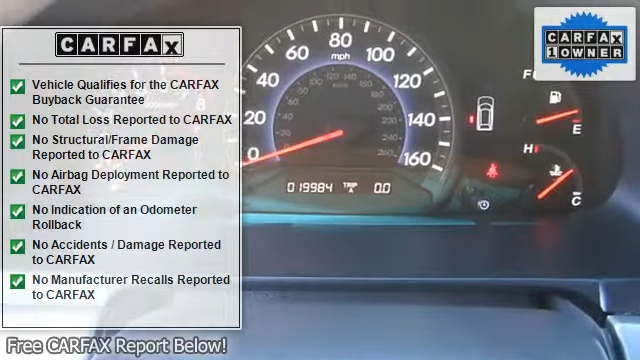 CARFAX
Vehicle Qualifies for the CARFAX
Buyback Guarantee
No Total Loss Reported to CARFAX
No Structural/Frame Damage
Reported to CARFAX
No Airbag Deployment Reported to
CARFAX
No Indication of an Odometer
Rollback
No Accidents / Damage Reported
to CARFAX
No Manufacturer Recalls Reported
to CARFAX
Free CARFAX Report Below!
CARFAX
1 OWNER
0 20 40 60 80 100 120 140 160
mph
019984 TRIP A 0.0
F
E
H
C